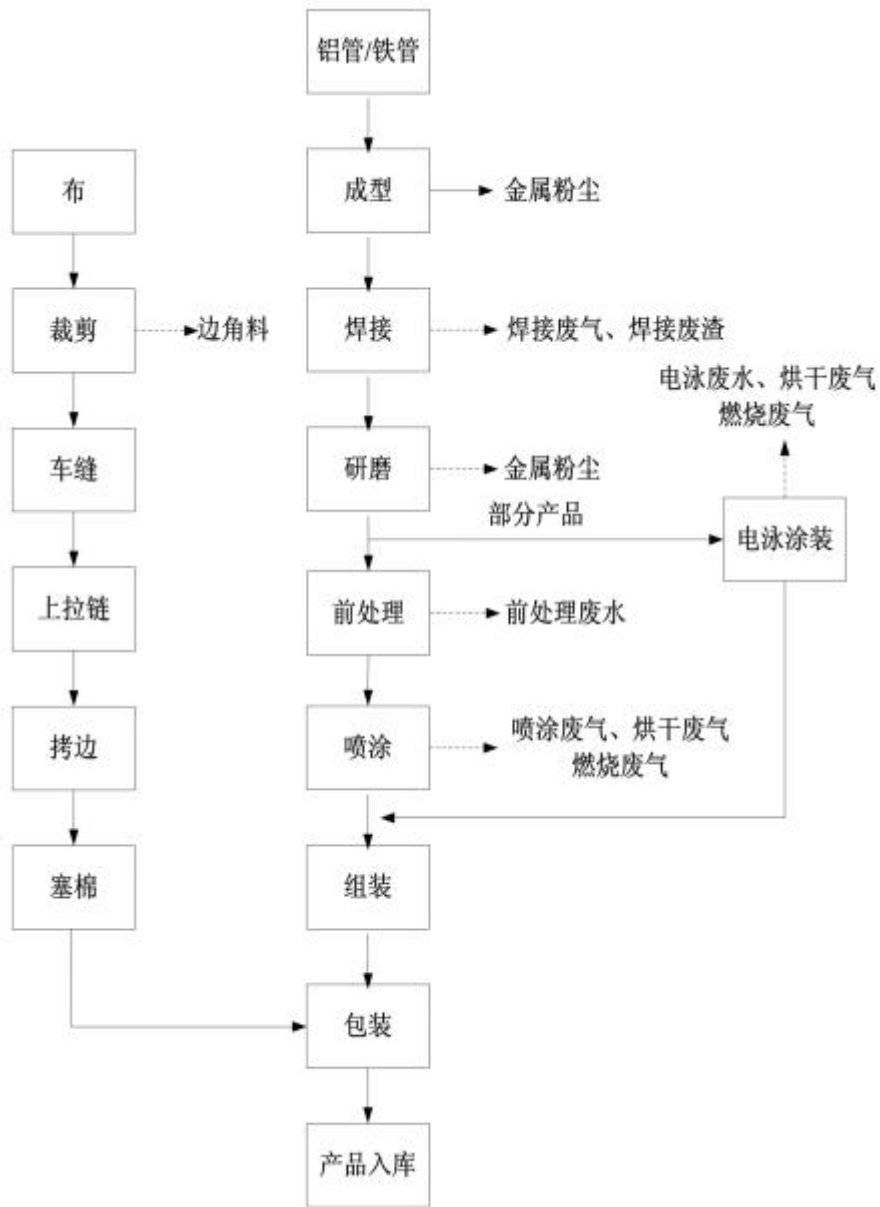 铝管/铁管
布
成型
金属粉尘
裁剪
边角料
焊接
焊接废气、焊接废渣
电泳废水、烘干废气
燃烧废气
车缝
研磨
金属粉尘
部分产品
电泳涂装
上拉链
前处理
前处理废水
拷边
喷涂
喷涂废气、烘干废气
燃烧废气
塞棉
组装
包装
产品入库